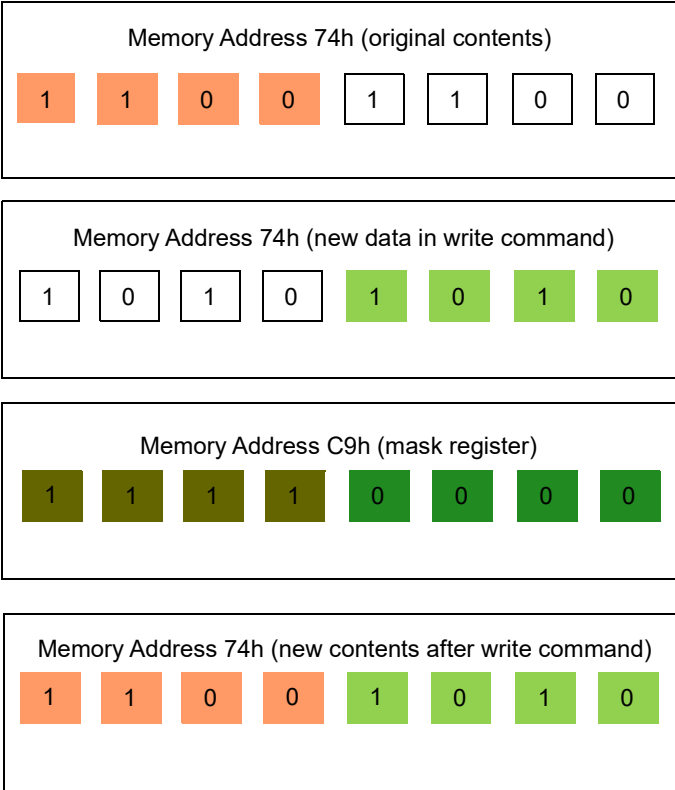 Memory Address 74h (original contents)
1 1 0 0 1 1 0 0
Memory Address 74h (new data in write command)
1 0 1 0 1 0 1 0
Memory Address C9h (mask register)
1 1 1 1 0 0 0 0
Memory Address 74h (new contents after write command)
1 1 0 0 1 0 1 0